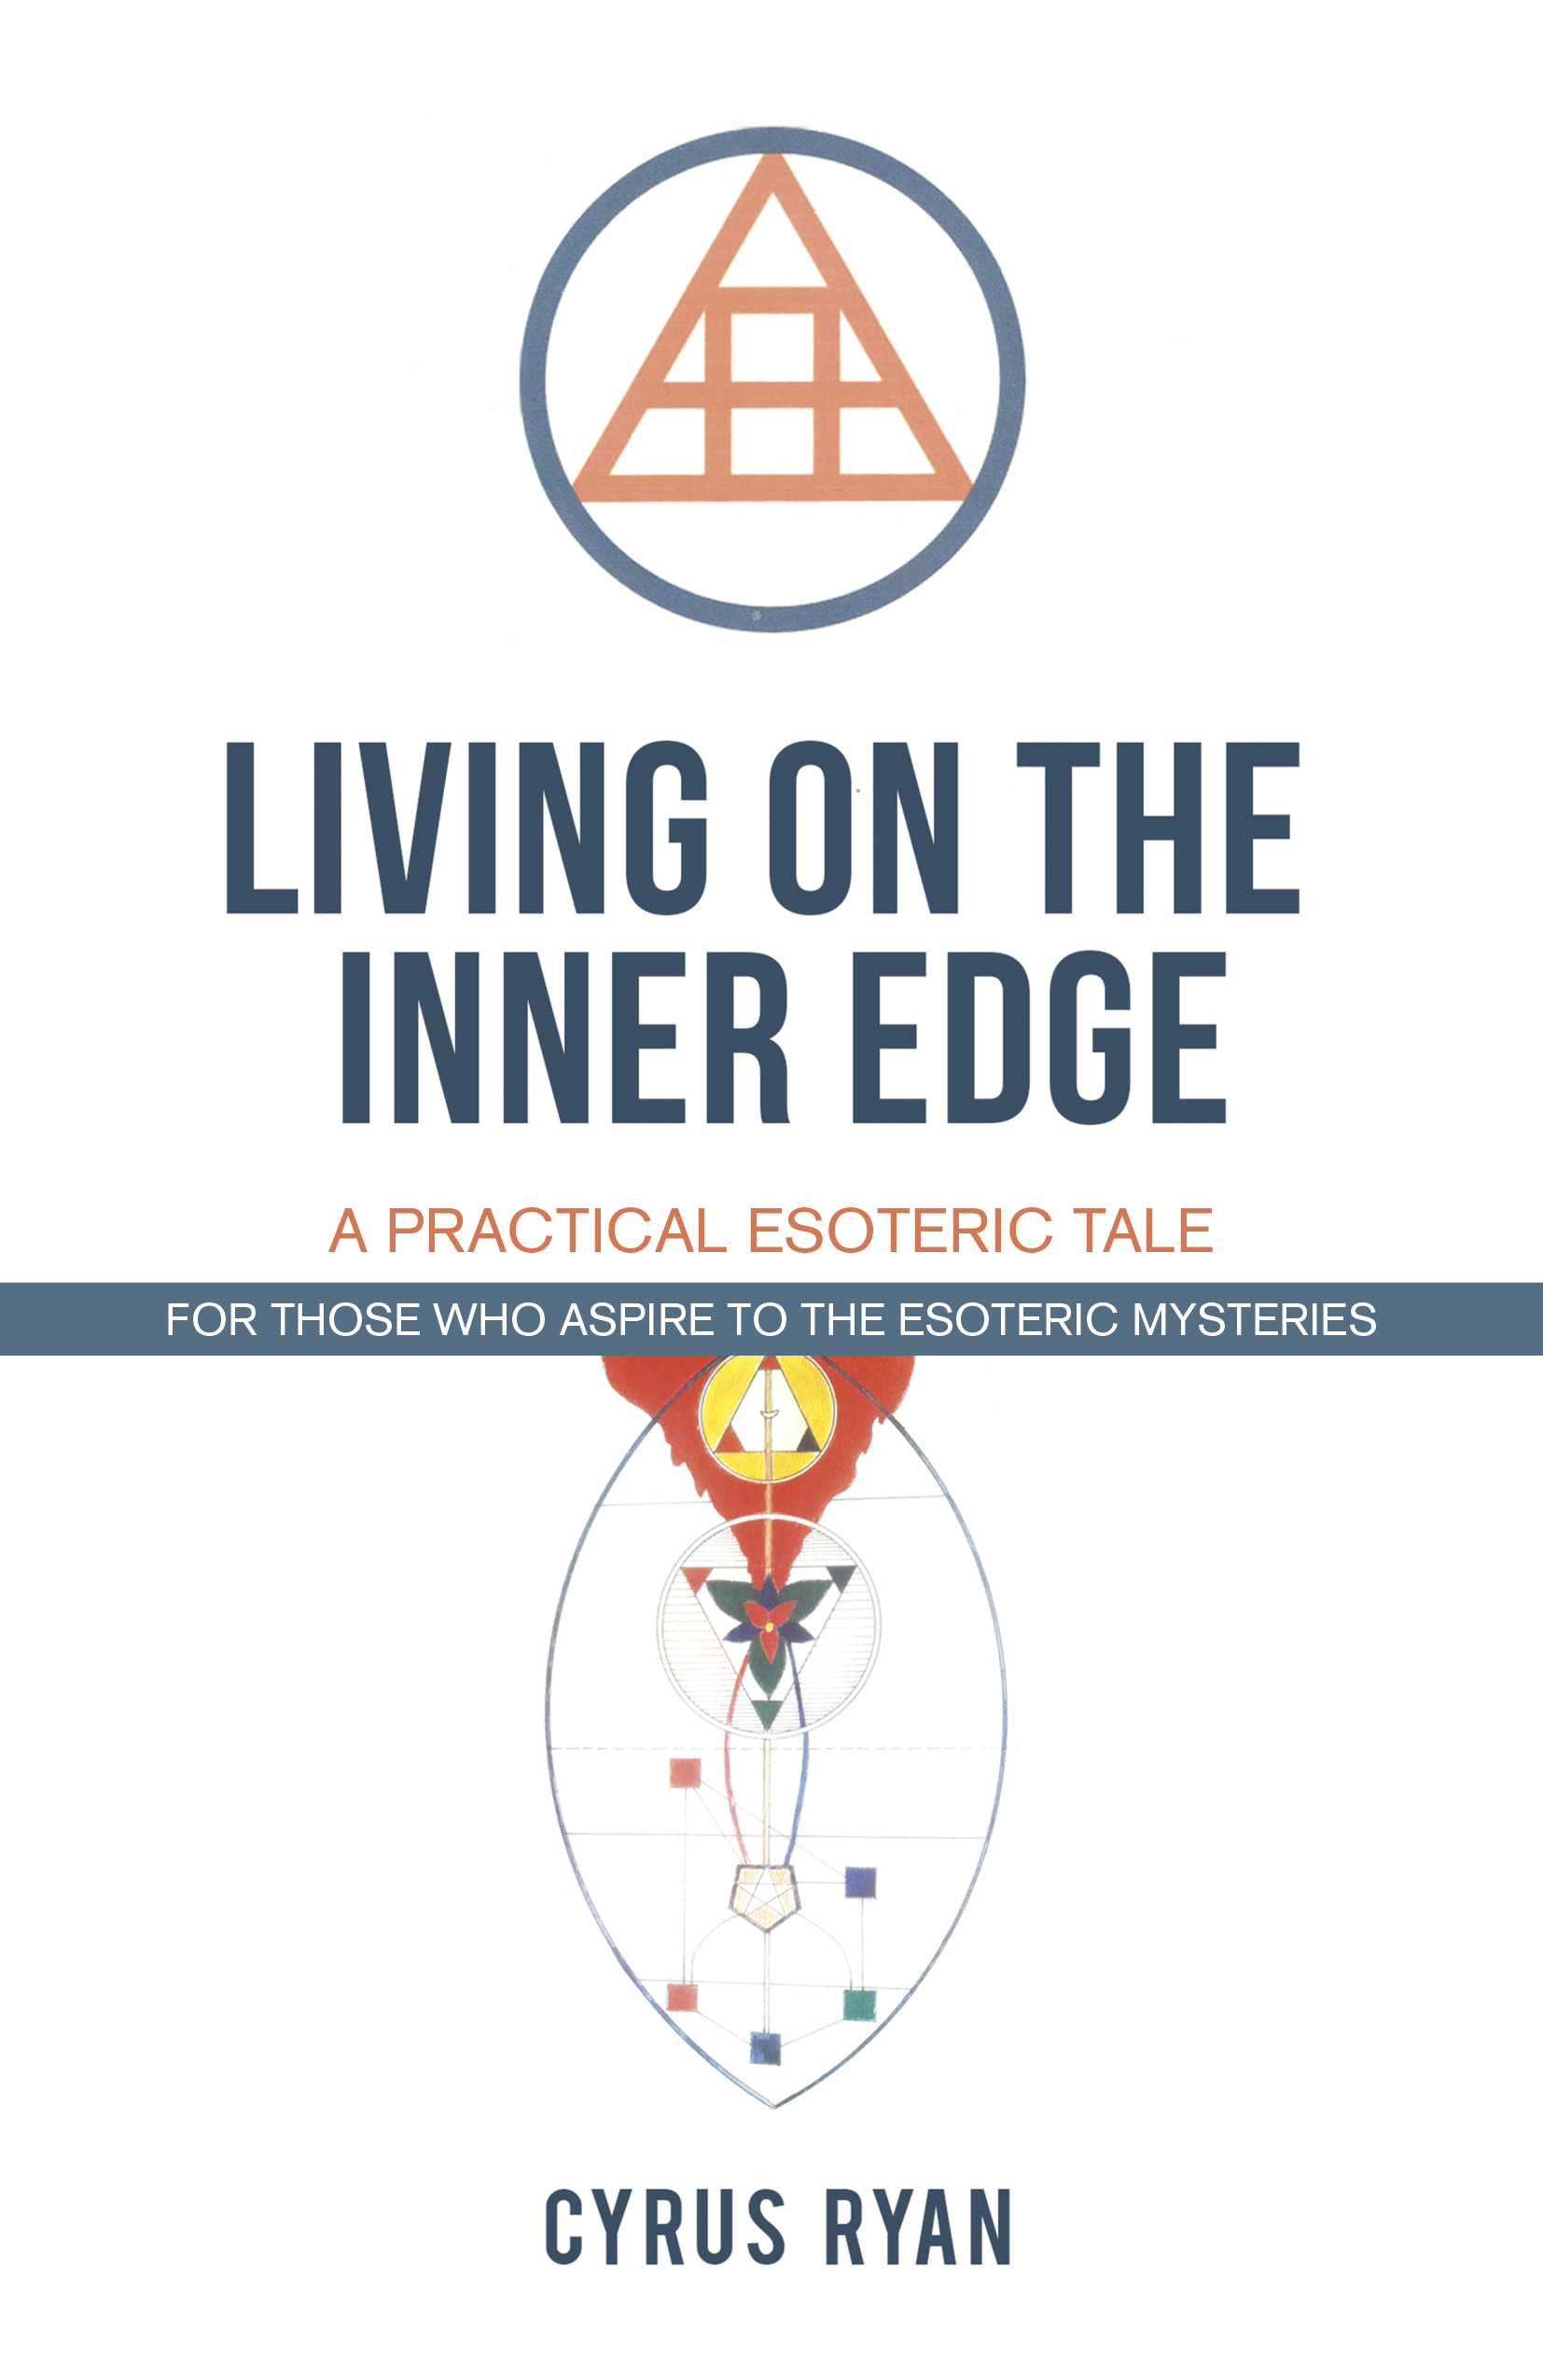 LIVING ON THE
INNER EDGE
A PRACTICAL ESOTERIC TALE
FOR THOSE WHO ASPIRE TO THE ESOTERIC MYSTERIES
CYRUS RYAN